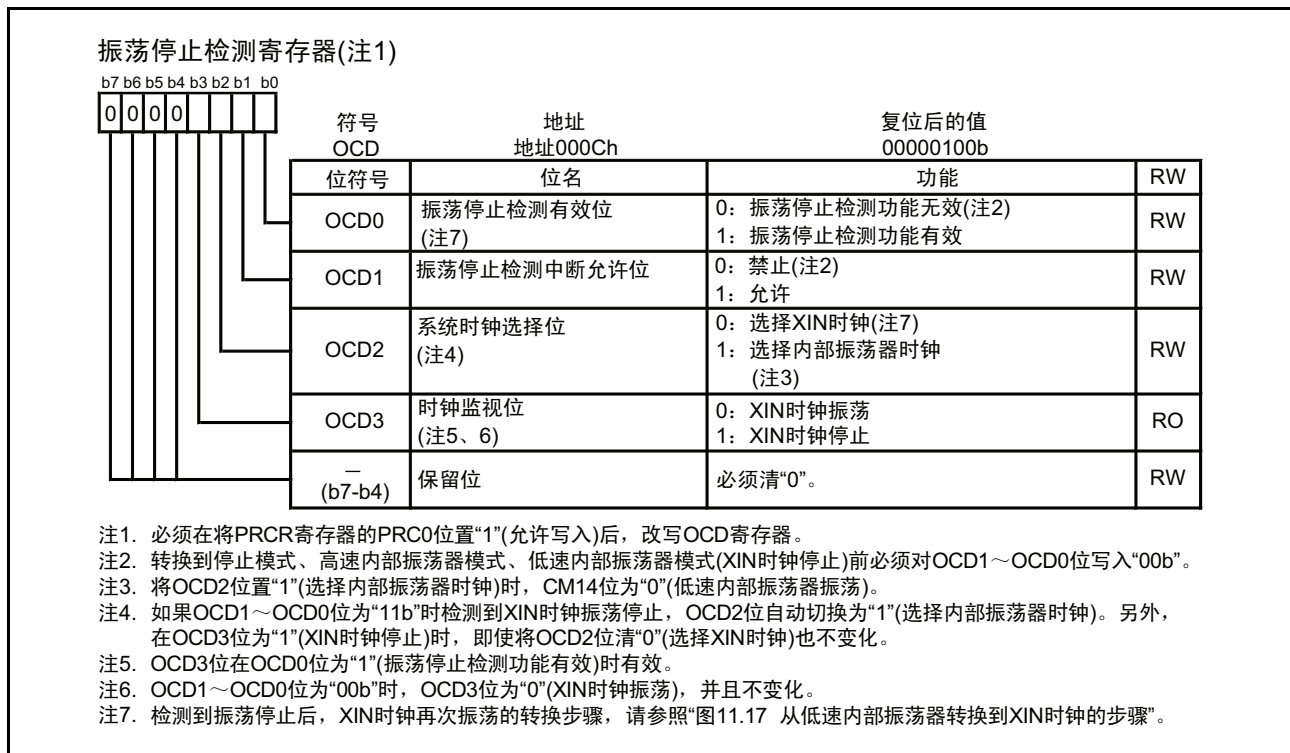 振荡停止检测寄存器(注1)
b7 b6 b5 b4 b3 b2 b1 b0
0 0 0 0
符号 地址 复位后的值
OCD 地址000Ch 00000100b
位符号 位名 功能 RW
OCD0 振荡停止检测有效位 0：振荡停止检测功能无效(注2) RW
(注7) 1：振荡停止检测功能有效
OCD1 振荡停止检测中断允许位 0：禁止(注2) RW
1：允许
系统时钟选择位 0：选择XIN时钟(注7)
OCD2 (注4) 1：选择内部振荡器时钟 RW
(注3)
OCD3 时钟监视位 0：XIN时钟振荡 RO
(注5、6) 1：XIN时钟停止
— 保留位 必须清“0”。 RW
(b7-b4)
注1. 必须在将PRCR寄存器的PRC0位置“1”(允许写入)后，改写OCD寄存器。
注2. 转换到停止模式、高速内部振荡器模式、低速内部振荡器模式(XIN时钟停止)前必须对OCD1～OCD0位写入“00b”。
注3. 将OCD2位置“1”(选择内部振荡器时钟)时，CM14位为“0”(低速内部振荡器振荡)。
注4. 如果OCD1～OCD0位为“11b”时检测到XIN时钟振荡停止，OCD2位自动切换为“1”(选择内部振荡器时钟)。另外，
在OCD3位为“1”(XIN时钟停止)时，即使将OCD2位清“0”(选择XIN时钟)也不变化。
注5. OCD3位在OCD0位为“1”(振荡停止检测功能有效)时有效。
注6. OCD1～OCD0位为“00b”时，OCD3位为“0”(XIN时钟振荡)，并且不变化。
注7. 检测到振荡停止后，XIN时钟再次振荡的转换步骤，请参照“图11.17 从低速内部振荡器转换到XIN时钟的步骤”。